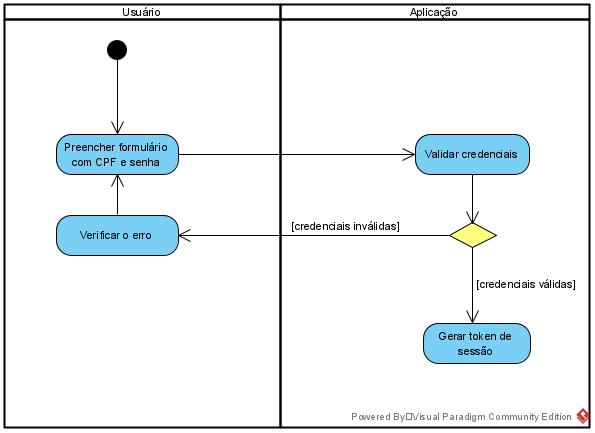 Usuário
Aplicação
Preencher formulário
com CPF e senha
Validar credenciais
Verificar o erro
[credenciais inválidas]
[credenciais válidas]
Gerar token de
sessão
Powered By Visual Paradigm Community Edition